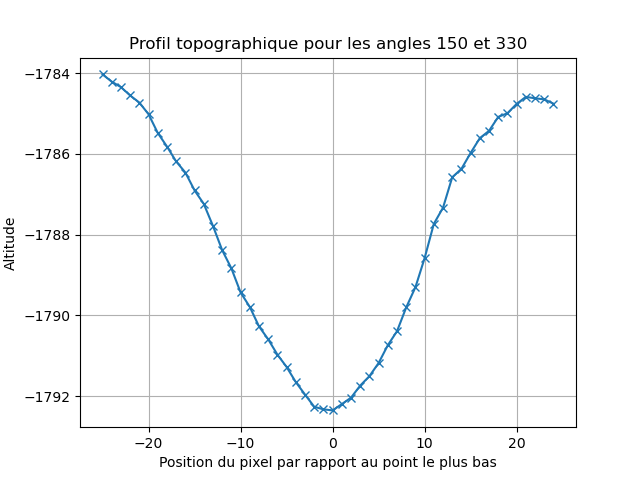 Profil topographique pour les angles 150 et 330
Altitude
−1784
−1786
−1788
−1790
−1792
−20 −10 0 10 20
Position du pixel par rapport au point le plus bas